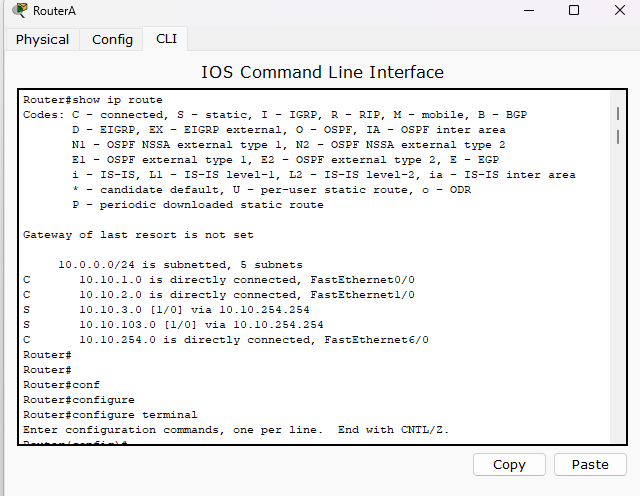 RouterA
Physical Config CLI
IOS Command Line Interface
Router#show ip route
Codes: C - connected, S - static, I - IGRP, R - RIP, M - mobile, B - BGP
D - EIGRP, EX - EIGRP external, O - OSPF, IA - OSPF inter area
N1 - OSPF NSSA external type 1, N2 - OSPF NSSA external type 2
E1 - OSPF external type 1, E2 - OSPF external type 2, E - EGP
i - IS-IS, L1 - IS-IS level-1, L2 - IS-IS level-2, ia - IS-IS inter area
* - candidate default, U - per-user static route, o - ODR
P - periodic downloaded static route
Gateway of last resort is not set
10.0.0.0/24 is subnetted, 5 subnets
C 10.10.1.0 is directly connected, FastEthernet0/0
C 10.10.2.0 is directly connected, FastEthernet1/0
S 10.10.3.0 [1/0] via 10.10.254.254
S 10.10.103.0 [1/0] via 10.10.254.254
C 10.10.254.0 is directly connected, FastEthernet6/0
Router#
Router#
Router#conf
Router#configure
Router#configure terminal
Enter configuration commands, one per line. End with CNTL/Z.
Router(config)#
Copy Paste